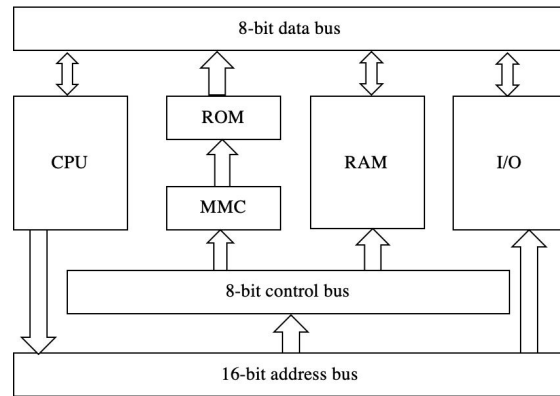 8-bit data bus
CPU
ROM
MMC
RAM
I/O
8-bit control bus
16-bit address bus